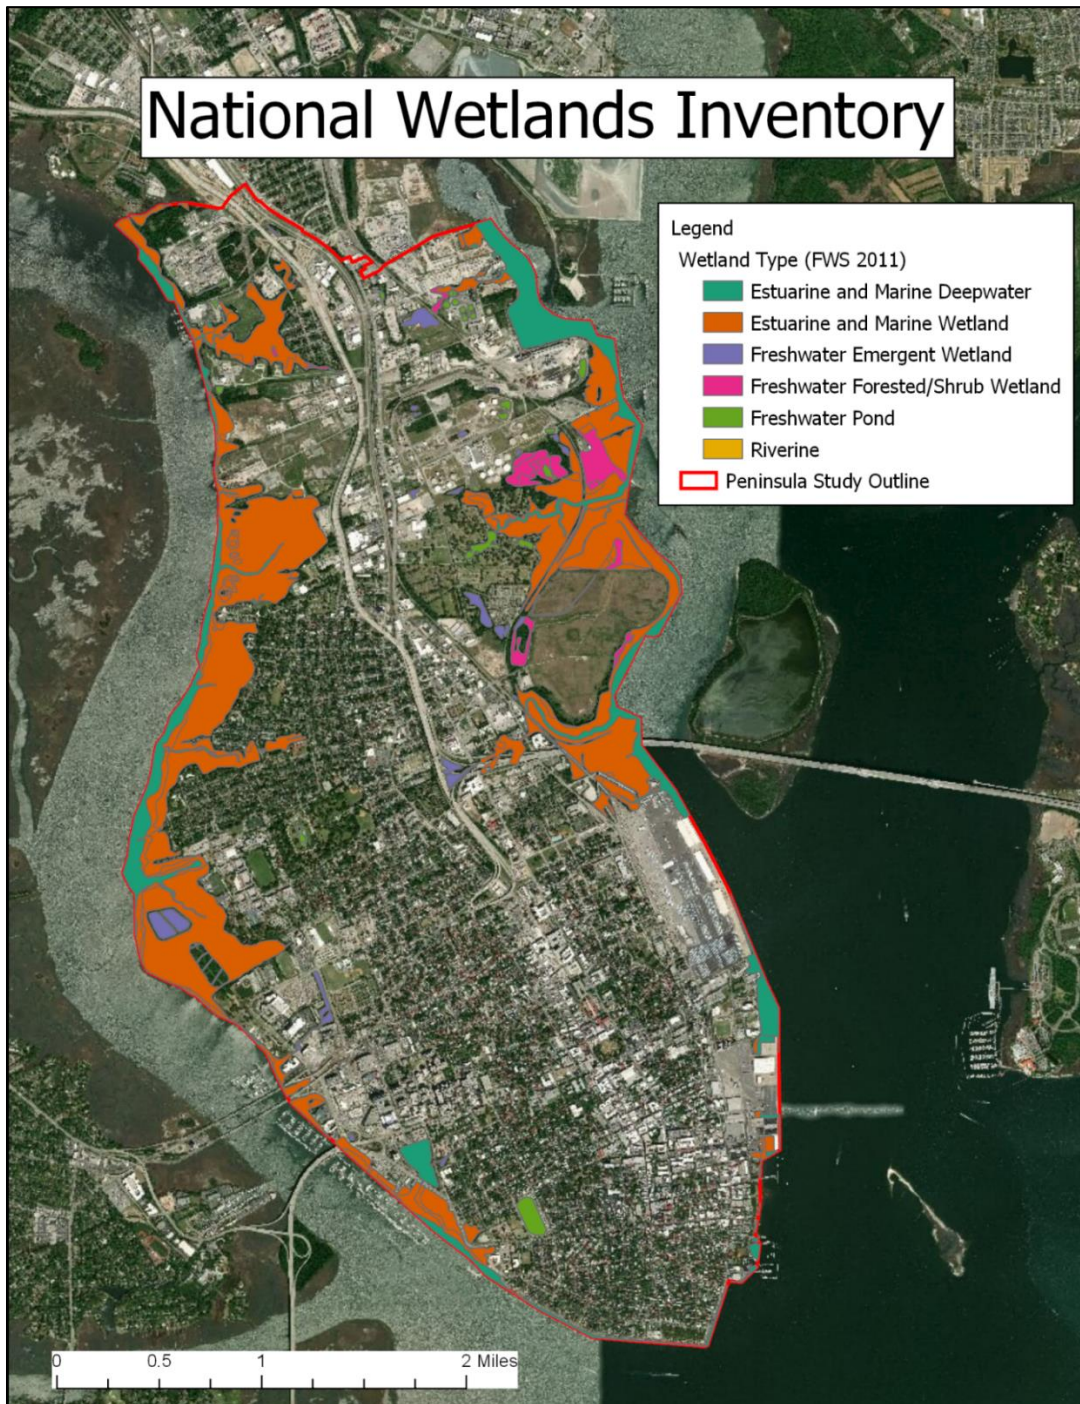 National Wetlands Inventory
Legend
Wetland Type (FWS 2011)
Estuarine and Marine Deepwater
Estuarine and Marine Wetland
Freshwater Emergent Wetland
Freshwater Forested/Shrub Wetland
Freshwater Pond
Riverine
Peninsula Study Outline
0 0.5 1 2 Miles